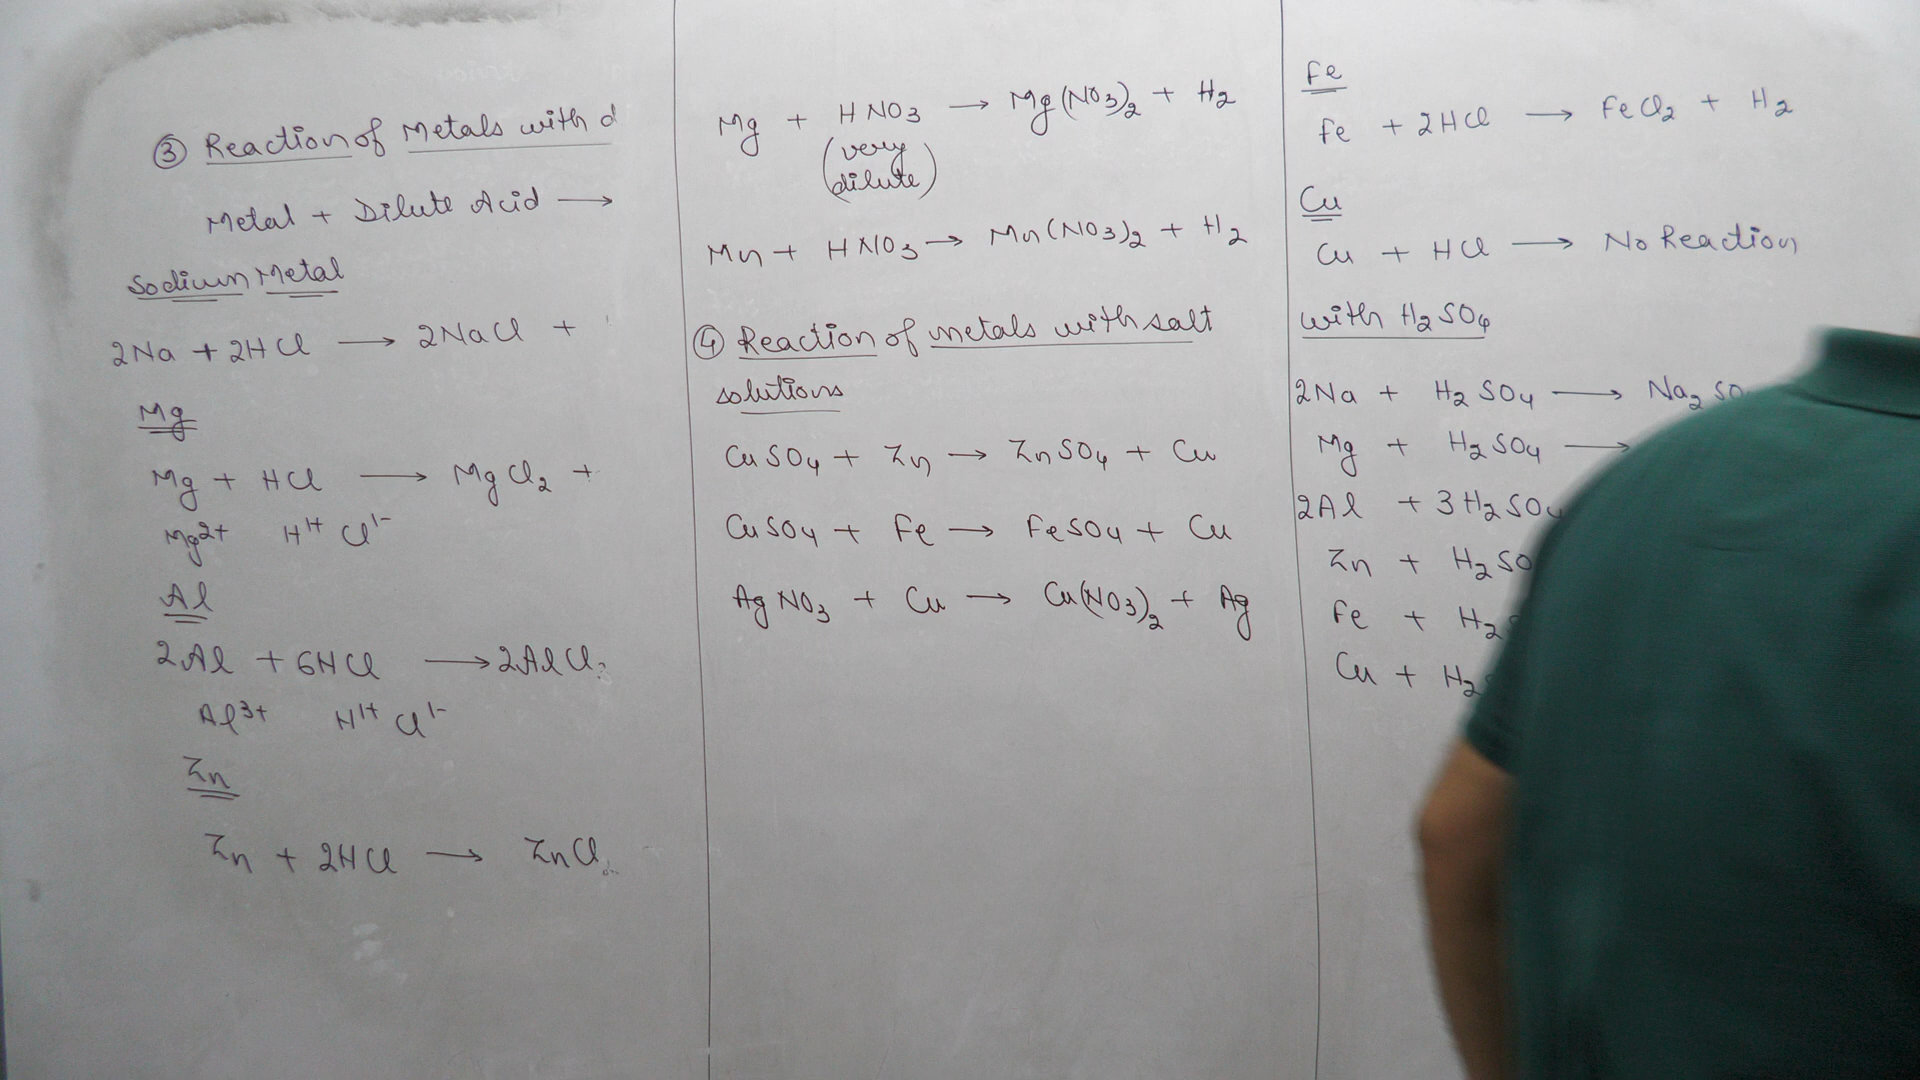 ③ Reaction of Metals with d
Metal + Dilute Acid ⟶
Sodium Metal
2Na + 2HCl ⟶ 2NaCl +
Mg
Mg + HCl ⟶ MgCl2 +
Mg2+ H1+ Cl1-
Al
2Al + 6HCl ⟶ 2AlCl
Al3+ H1+ Cl1-
Zn
Zn + 2HCl ⟶ ZnCl
Mg + HNO3 ⟶ Mg(NO3)2 + H2
(very
dilute)
Mn + HNO3 ⟶ Mn(NO3)2 + H2
④ Reaction of metals with salt
solutions
CuSO4 + Zn ⟶ ZnSO4 + Cu
CuSO4 + Fe ⟶ FeSO4 + Cu
AgNO3 + Cu ⟶ Cu(NO3)2 + Ag
Fe
Fe + 2HCl ⟶ FeCl2 + H2
Cu
Cu + HCl ⟶ No Reaction
with H2SO4
2Na + H2SO4 ⟶ Na2SO
Mg + H2SO4 ⟶
2Al + 3H2SO4
Zn + H2SO
Fe + H2
Cu + H2